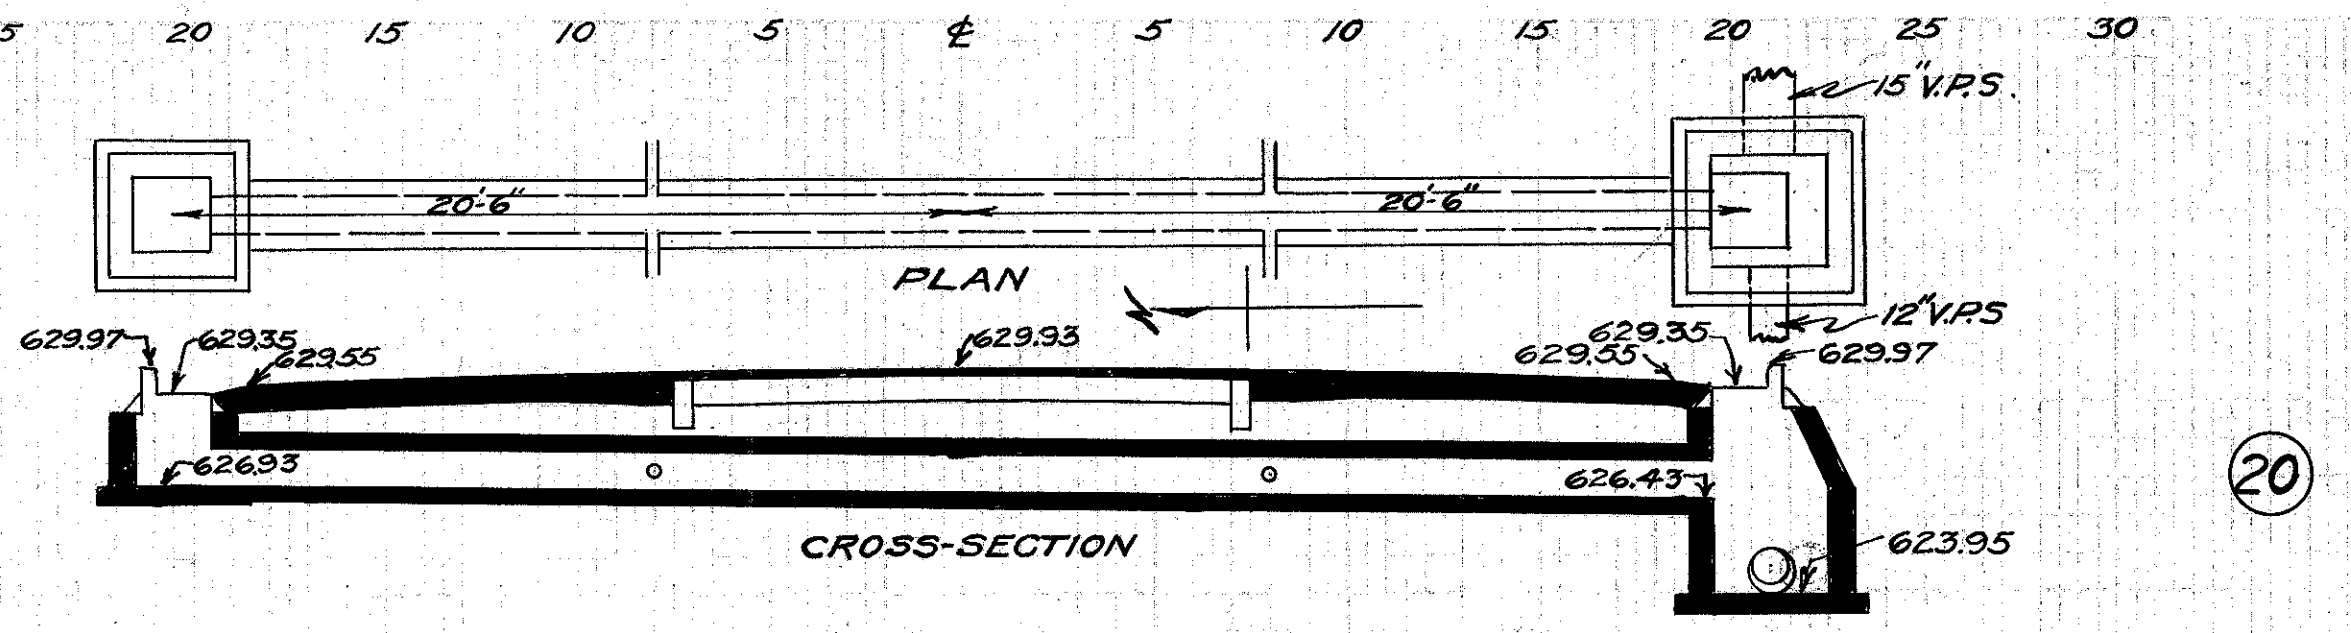 5 20 15 10 5 ℄ 5 10 15 20 25 30
15" V.P.S.
20'-6" 20'-6"
PLAN
N
12" V.P.S
629.97 629.35 629.55 629.93 629.55 629.35 629.97
626.93 626.43
20
CROSS-SECTION
623.95